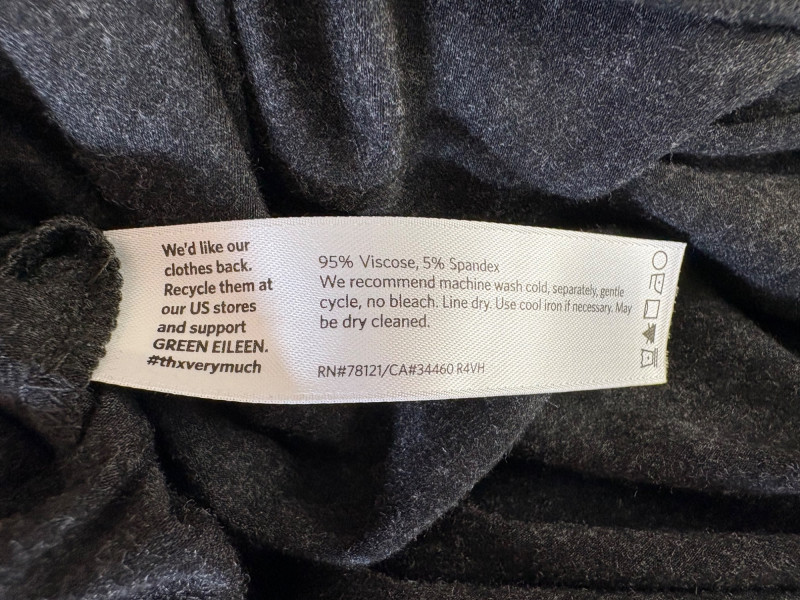 We'd like our
clothes back.
Recycle them at
our US stores
and support
GREEN EILEEN.
#thxverymuch
95% Viscose, 5% Spandex
We recommend machine wash cold, separately, gentle
cycle, no bleach. Line dry. Use cool iron if necessary. May
be dry cleaned.
RN#78121/CA#34460 R4VH